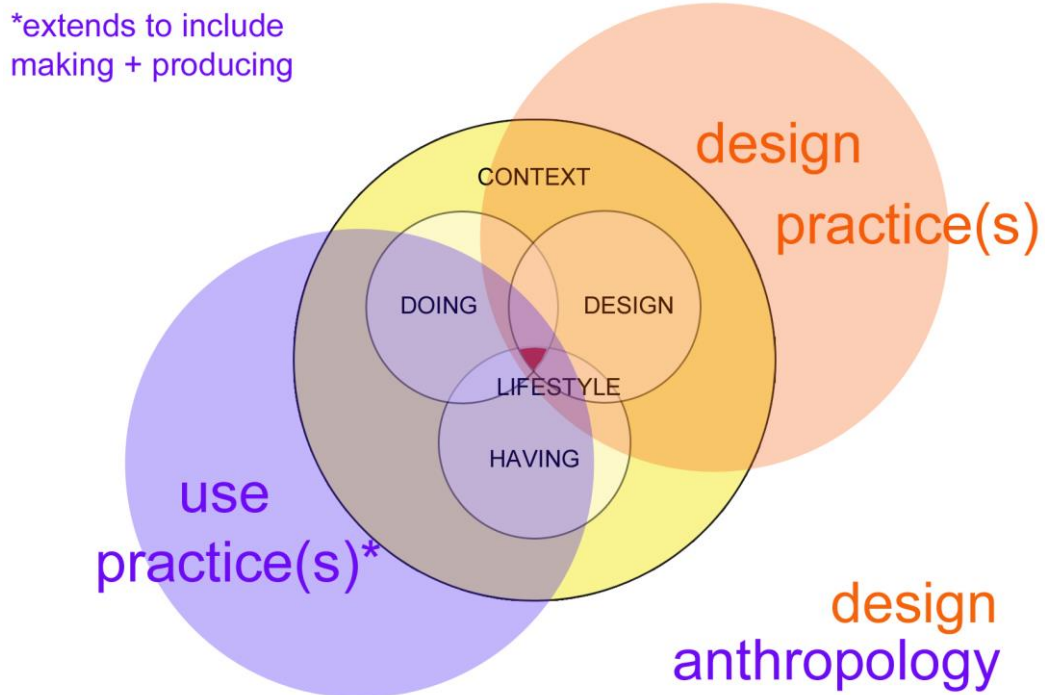 *extends to include
making + producing
design
practice(s)
CONTEXT
DOING
DESIGN
LIFESTYLE
HAVING
use
practice(s)*
design
anthropology